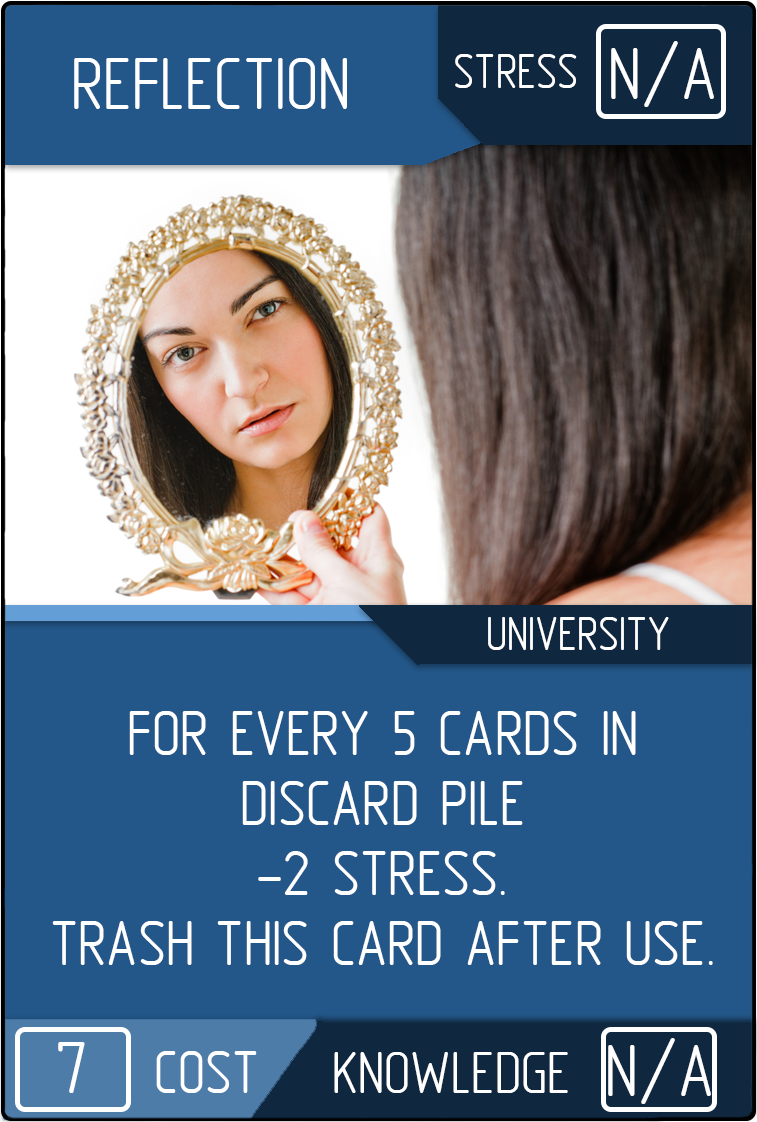 REFLECTION
STRESS N/A
UNIVERSITY
FOR EVERY 5 CARDS IN
DISCARD PILE
-2 STRESS.
TRASH THIS CARD AFTER USE.
7 COST KNOWLEDGE N/A